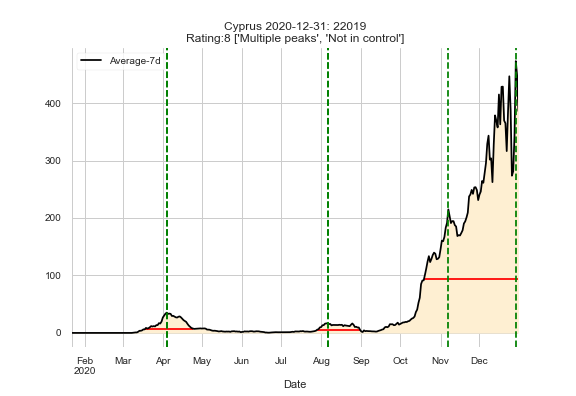 Cyprus 2020-12-31: 22019
Rating:8 ['Multiple peaks', 'Not in control']
Average-7d
400
300
200
100
0
Feb Mar Apr May Jun Jul Aug Sep Oct Nov Dec
2020
Date